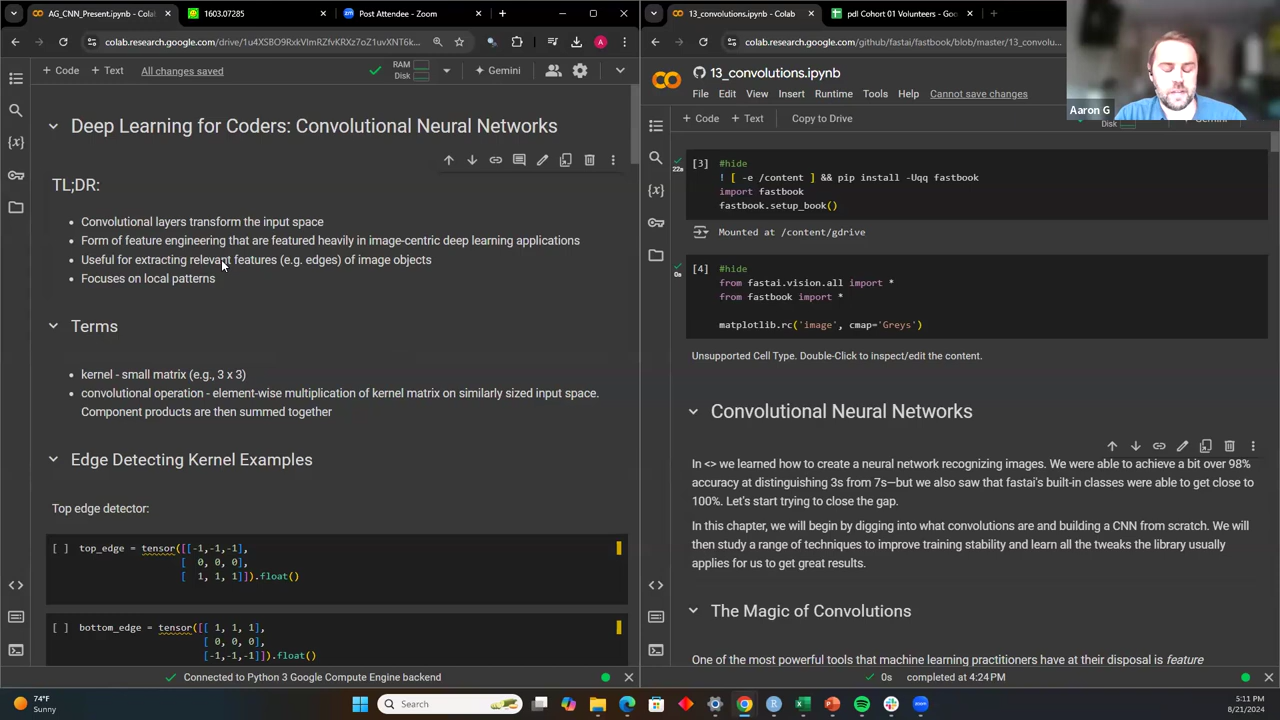 AG_CNN_Present.ipynb - Colab
1603.07285
Post Attendee - Zoom
colab.research.google.com/drive/1u4XSBO9RxkVlmRZfvKRXz7oZ1uvXNT6k...
+ Code
+ Text
All changes saved
RAM
Disk
Gemini
Deep Learning for Coders: Convolutional Neural Networks
TL;DR:
Convolutional layers transform the input space
Form of feature engineering that are featured heavily in image-centric deep learning applications
Useful for extracting relevant features (e.g. edges) of image objects
Focuses on local patterns
Terms
kernel - small matrix (e.g., 3 x 3)
convolutional operation - element-wise multiplication of kernel matrix on similarly sized input space.
Component products are then summed together
Edge Detecting Kernel Examples
Top edge detector:
[ ] top_edge = tensor([[-1,-1,-1],
[ 0, 0, 0],
[ 1, 1, 1]]).float()
[ ] bottom_edge = tensor([[ 1, 1, 1],
[ 0, 0, 0],
[-1,-1,-1]]).float()
Connected to Python 3 Google Compute Engine backend
13_convolutions.ipynb - Colab
pdl Cohort 01 Volunteers - Goo
colab.research.google.com/github/fastai/fastbook/blob/master/13_convolu...
13_convolutions.ipynb
File Edit View Insert Runtime Tools Help Cannot save changes
+ Code
+ Text
Copy to Drive
Disk
Aaron G
[3]
22s
#hide
! [ -e /content ] && pip install -Uqq fastbook
import fastbook
fastbook.setup_book()
Mounted at /content/gdrive
[4]
0s
#hide
from fastai.vision.all import *
from fastbook import *
matplotlib.rc('image', cmap='Greys')
Unsupported Cell Type. Double-Click to inspect/edit the content.
Convolutional Neural Networks
In <> we learned how to create a neural network recognizing images. We were able to achieve a bit over 98%
accuracy at distinguishing 3s from 7s—but we also saw that fastai's built-in classes were able to get close to
100%. Let's start trying to close the gap.
In this chapter, we will begin by digging into what convolutions are and building a CNN from scratch. We will
then study a range of techniques to improve training stability and learn all the tweaks the library usually
applies for us to get great results.
The Magic of Convolutions
One of the most powerful tools that machine learning practitioners have at their disposal is feature
0s completed at 4:24 PM
74°F
Sunny
Search
5:11 PM
8/21/2024